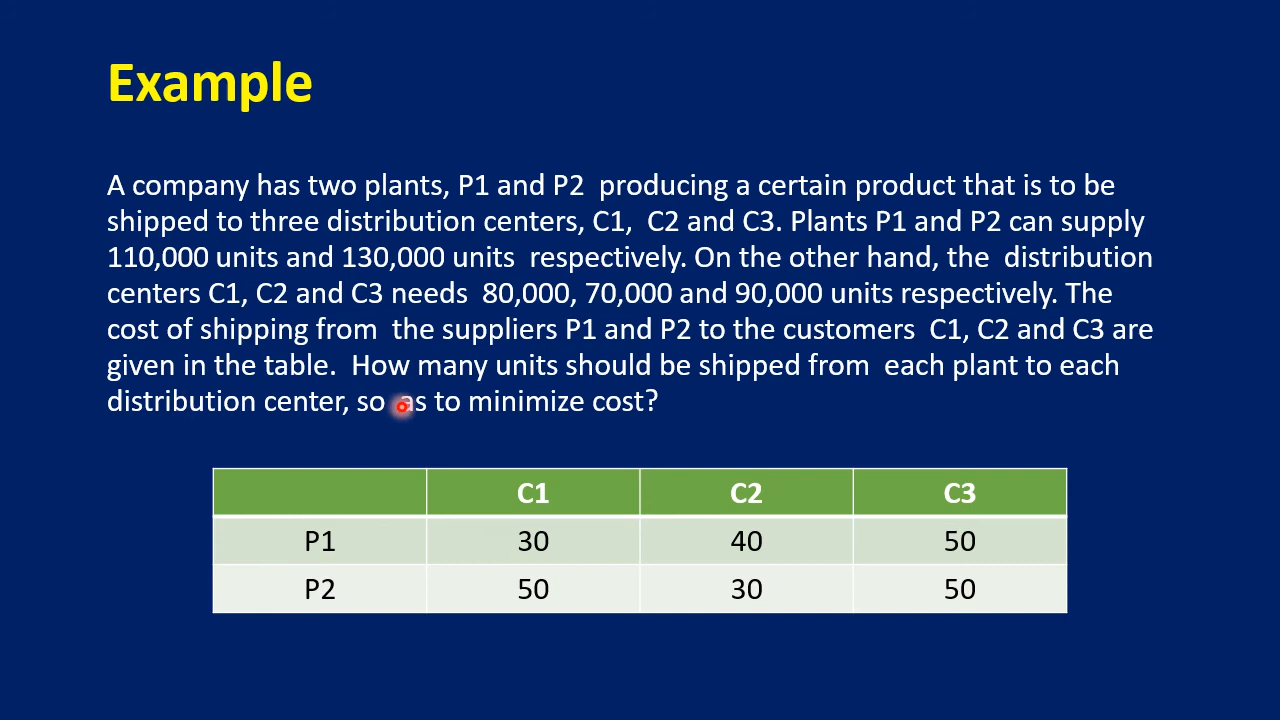 Example
A company has two plants, P1 and P2  producing a certain product that is to be
shipped to three distribution centers, C1,  C2 and C3. Plants P1 and P2 can supply
110,000 units and 130,000 units  respectively. On the other hand, the  distribution
centers C1, C2 and C3 needs  80,000, 70,000 and 90,000 units respectively. The
cost of shipping from  the suppliers P1 and P2 to the customers  C1, C2 and C3 are
given in the table.  How many units should be shipped from  each plant to each
distribution center, so  as to minimize cost?
C1 C2 C3
P1 30 40 50
P2 50 30 50